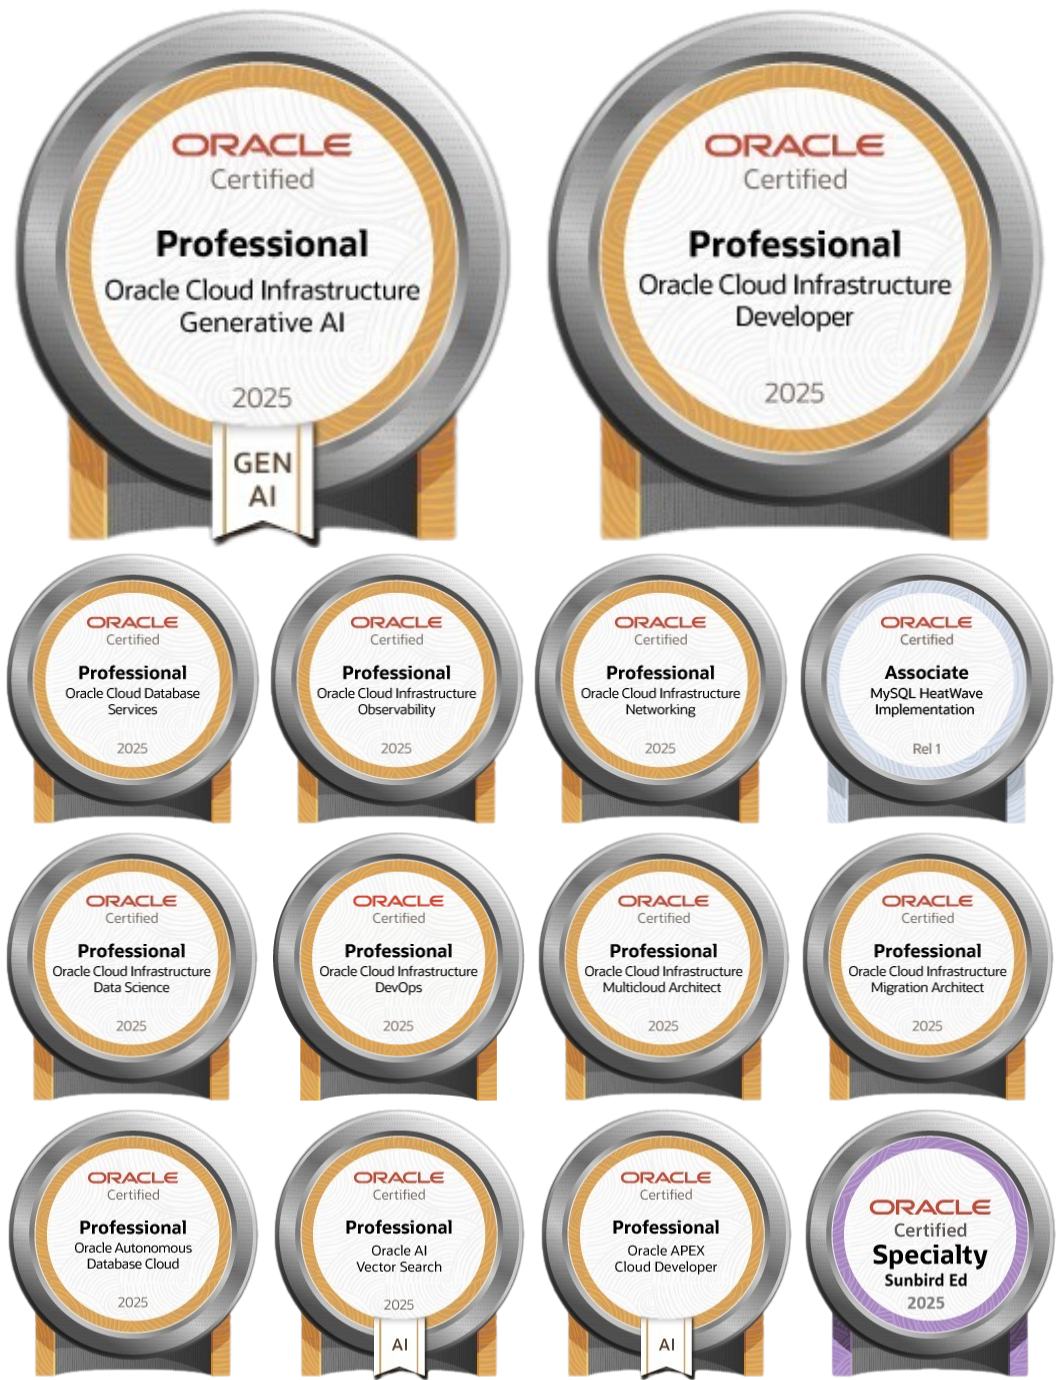 ORACLE
Certified
Professional
Oracle Cloud Infrastructure
Generative AI
2025
GEN
AI
ORACLE
Certified
Professional
Oracle Cloud Infrastructure
Developer
2025
ORACLE
Certified
Professional
Oracle Cloud Database
Services
2025
ORACLE
Certified
Professional
Oracle Cloud Infrastructure
Observability
2025
ORACLE
Certified
Professional
Oracle Cloud Infrastructure
Networking
2025
ORACLE
Certified
Associate
MySQL HeatWave
Implementation
Rel 1
ORACLE
Certified
Professional
Oracle Cloud Infrastructure
Data Science
2025
ORACLE
Certified
Professional
Oracle Cloud Infrastructure
DevOps
2025
ORACLE
Certified
Professional
Oracle Cloud Infrastructure
Multicloud Architect
2025
ORACLE
Certified
Professional
Oracle Cloud Infrastructure
Migration Architect
2025
ORACLE
Certified
Professional
Oracle Autonomous
Database Cloud
2025
ORACLE
Certified
Professional
Oracle AI
Vector Search
2025
AI
ORACLE
Certified
Professional
Oracle APEX
Cloud Developer
AI
ORACLE
Certified
Specialty
Sunbird Ed
2025